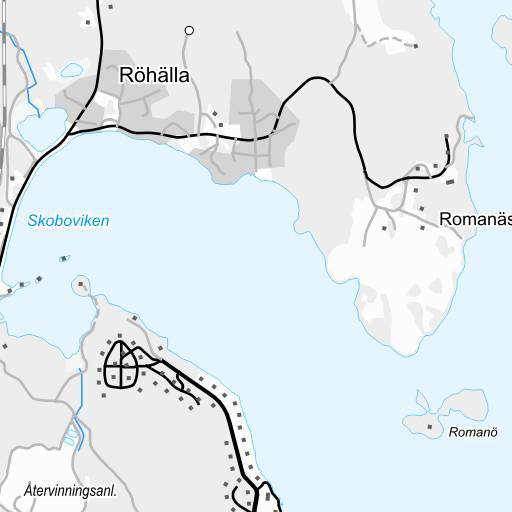 Röhälla
Skoboviken
Romanäs
Romanö
Återvinningsanl.